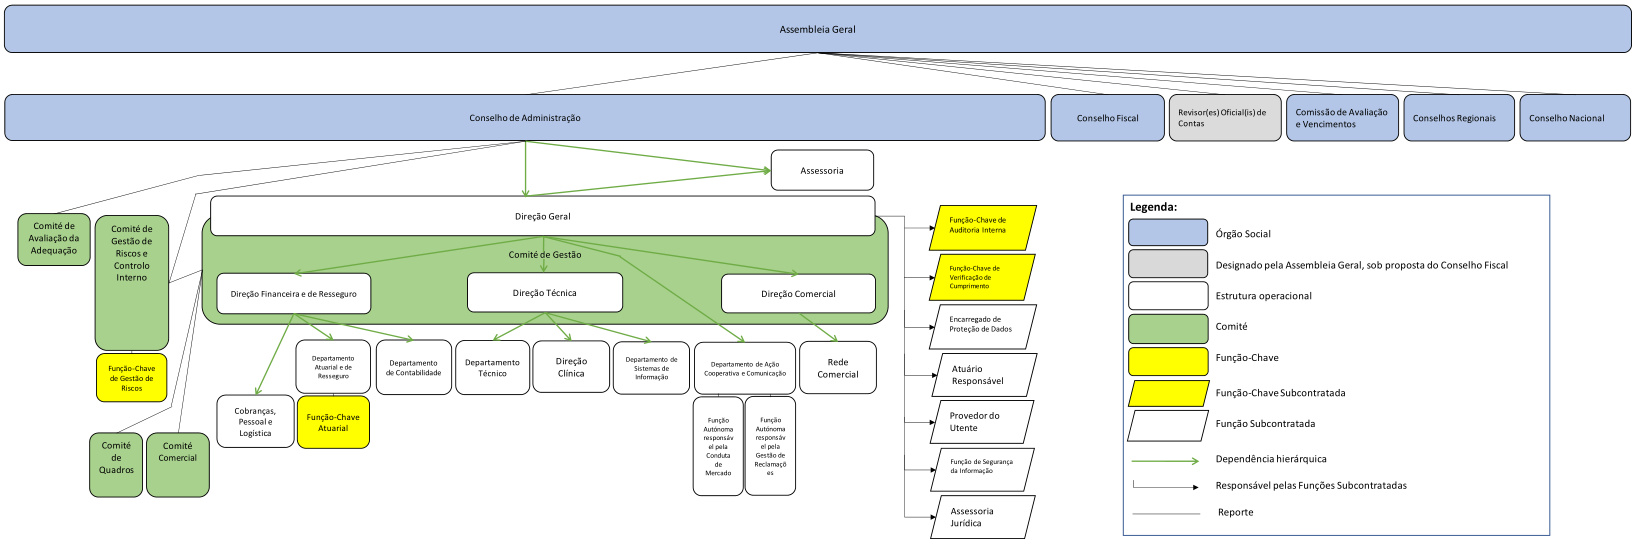 Assembleia Geral
Conselho de Administração
Conselho Fiscal
Revisor(es) Oficial(is) de
Contas
Comissão de Avaliação
e Vencimentos
Conselhos Regionais
Conselho Nacional
Assessoria
Direção Geral
Comité de
Avaliação da
Adequação
Comité de
Gestão de
Riscos e
Controlo
Interno
Comité de Gestão
Direção Financeira e de Resseguro
Direção Técnica
Direção Comercial
Função-Chave
de Gestão de
Riscos
Departamento
Atuarial e de
Resseguro
Departamento
de Contabilidade
Departamento
Técnico
Direção
Clínica
Departamento de
Sistemas de
Informação
Departamento de Ação
Cooperativa e Comunicação
Rede
Comercial
Cobranças,
Pessoal e
Logística
Função-Chave
Atuarial
Função
Autónoma
responsáv
el pela
Conduta
de
Mercado
Função
Autónoma
responsáv
el pela
Gestão de
Reclamaçõ
es
Comité
de
Quadros
Comité
Comercial
Função-Chave de
Auditoria Interna
Função-Chave de
Verificação de
Cumprimento
Encarregado de
Proteção de Dados
Atuário
Responsável
Provedor do
Utente
Função de Segurança
da Informação
Assessoria
Jurídica
Legenda:
Órgão Social
Designado pela Assembleia Geral, sob proposta do Conselho Fiscal
Estrutura operacional
Comité
Função-Chave
Função-Chave Subcontratada
Função Subcontratada
Dependência hierárquica
Responsável pelas Funções Subcontratadas
Reporte